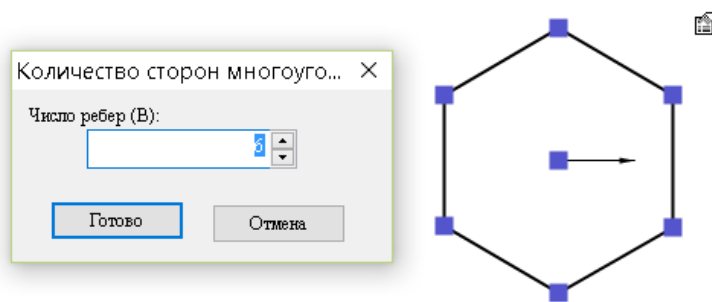 Количество сторон многоуго...
Число ребер (В):
6
Готово
Отмена